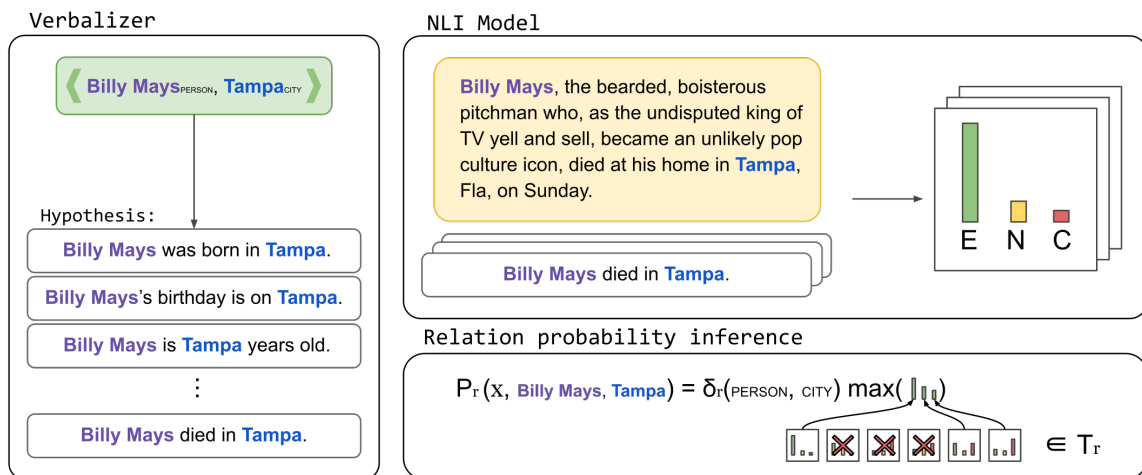 Verbalizer
❰ Billy Mays PERSON, Tampa CITY ❱
Hypothesis:
Billy Mays was born in Tampa.
Billy Mays's birthday is on Tampa.
Billy Mays is Tampa years old.
⋮
Billy Mays died in Tampa.
NLI Model
Billy Mays, the bearded, boisterous
pitchman who, as the undisputed king of
TV yell and sell, became an unlikely pop
culture icon, died at his home in Tampa,
Fla, on Sunday.
Billy Mays died in Tampa.
E N C
Relation probability inference
Pr(x, Billy Mays, Tampa) = δr(PERSON, CITY) max( )
∈ Tr